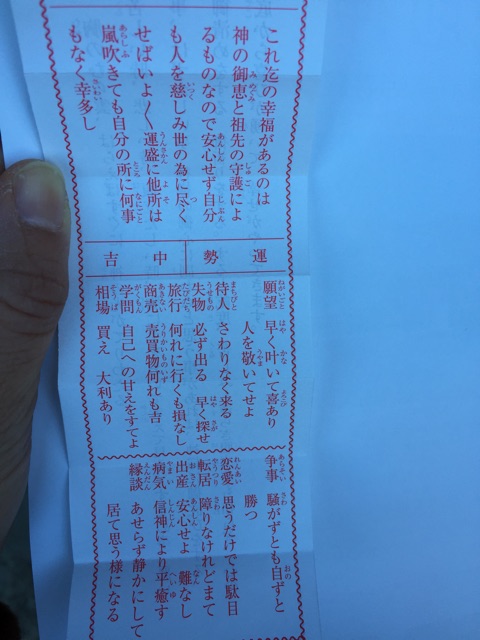 これ迄の幸福があるのは
神の御恵と祖先の守護によ
るものなので安心せず自分
も人を慈しみ世の為に尽く
せばいよ〳〵運盛に他所は
嵐吹きても自分の所に何事
もなく幸多し
運勢
中吉
願望 早く叶いて喜あり
人を敬いてせよ
待人 さわりなく来る
失物 必ず出る 早く探せ
旅行 何れに行くも損なし
商売 売買物何れも吉
学問 自己への甘えをすてよ
相場 買え 大利あり
争事 騒がずとも自ずと
勝つ
恋愛 思うだけでは駄目
転居 障りなけれどまて
出産 安心せよ 難なし
病気 信神により平癒す
縁談 あせらず静かにして
居て思う様になる